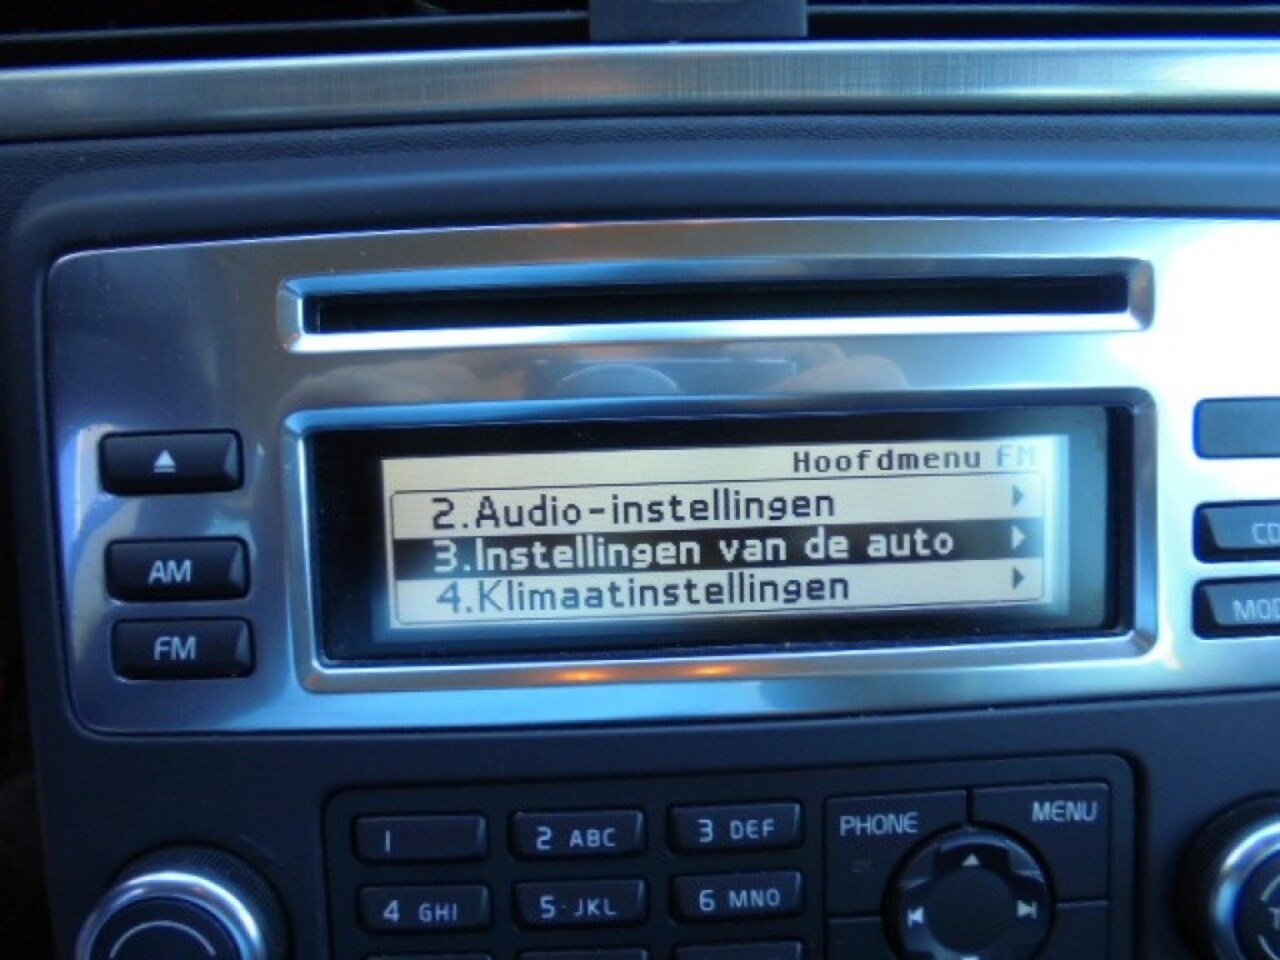 Hoofdmenu FM
2.Audio-instellingen
3.Instellingen van de auto
4.Klimaatinstellingen
AM
FM
CD
PHONE
MENU
1
2 ABC
3 DEF
4 GHI
5 JKL
6 MNO